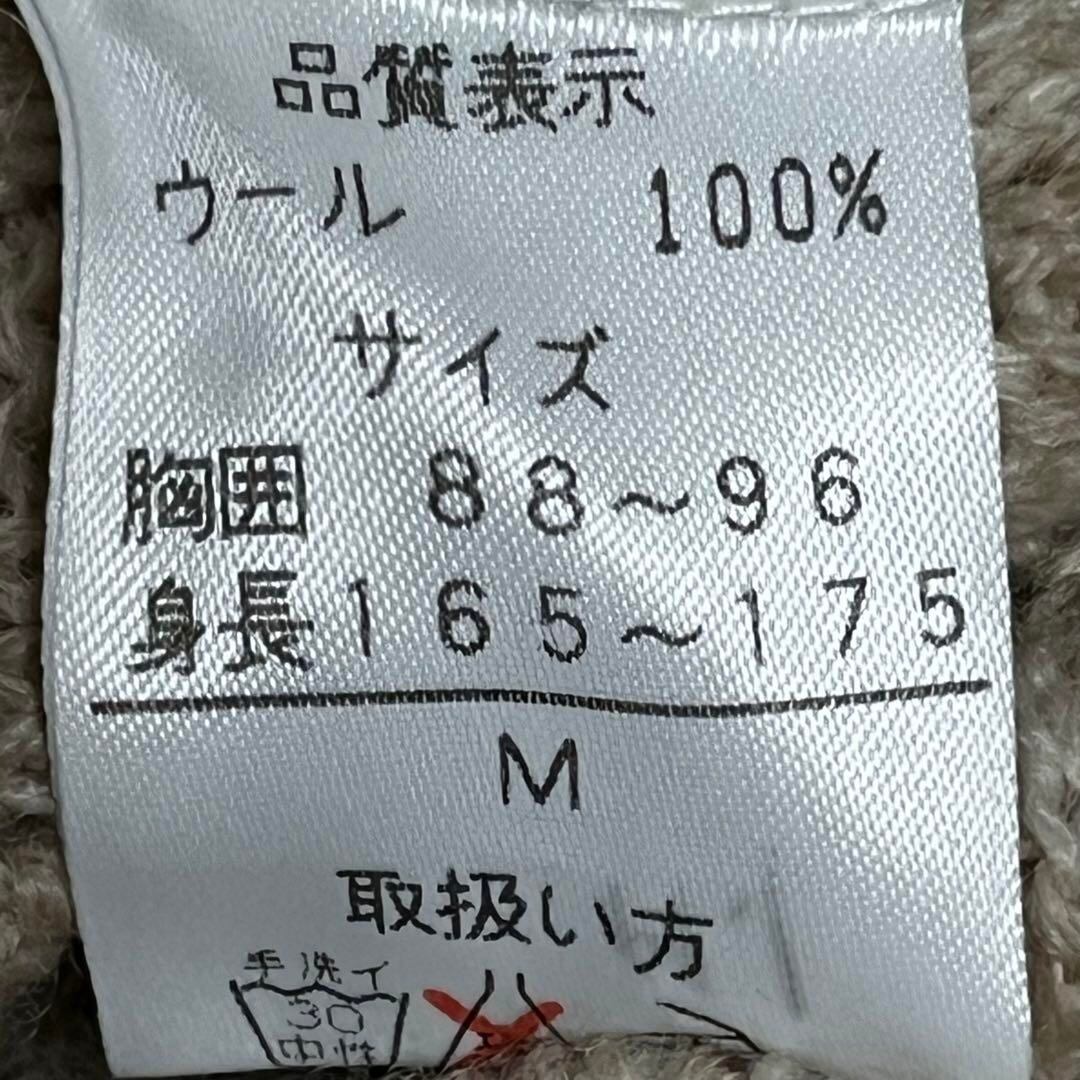 品質表示
ウール 100%
サイズ
胸囲 88〜96
身長 165〜175
M
取扱い方
手洗イ
30
中性